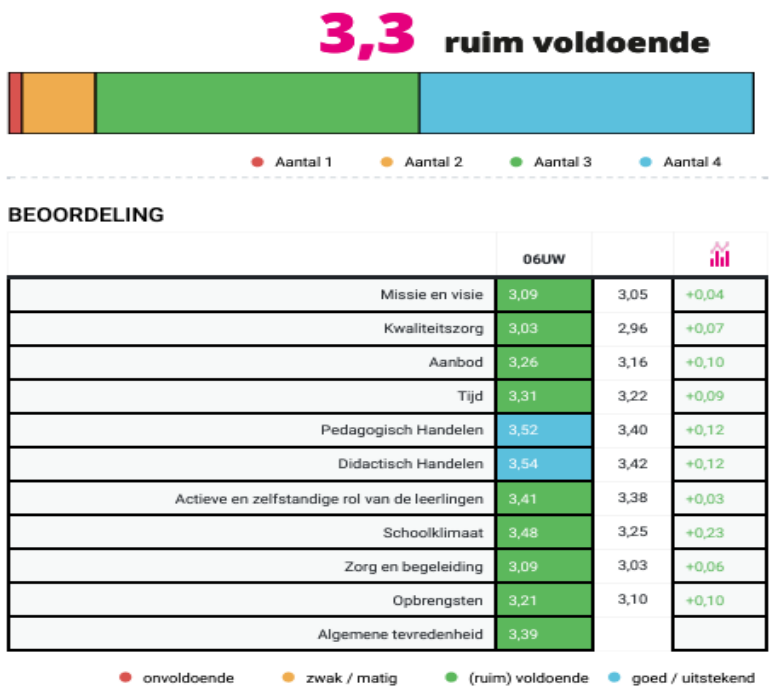 3,3 ruim voldoende
Aantal 1 Aantal 2 Aantal 3 Aantal 4
BEOORDELING
06UW
Missie en visie 3,09 3,05 +0,04
Kwaliteitszorg 3,03 2,96 +0,07
Aanbod 3,26 3,16 +0,10
Tijd 3,31 3,22 +0,09
Pedagogisch Handelen 3,52 3,40 +0,12
Didactisch Handelen 3,54 3,42 +0,12
Actieve en zelfstandige rol van de leerlingen 3,41 3,38 +0,03
Schoolklimaat 3,48 3,25 +0,23
Zorg en begeleiding 3,09 3,03 +0,06
Opbrengsten 3,21 3,10 +0,10
Algemene tevredenheid 3,39
onvoldoende zwak / matig (ruim) voldoende goed / uitstekend